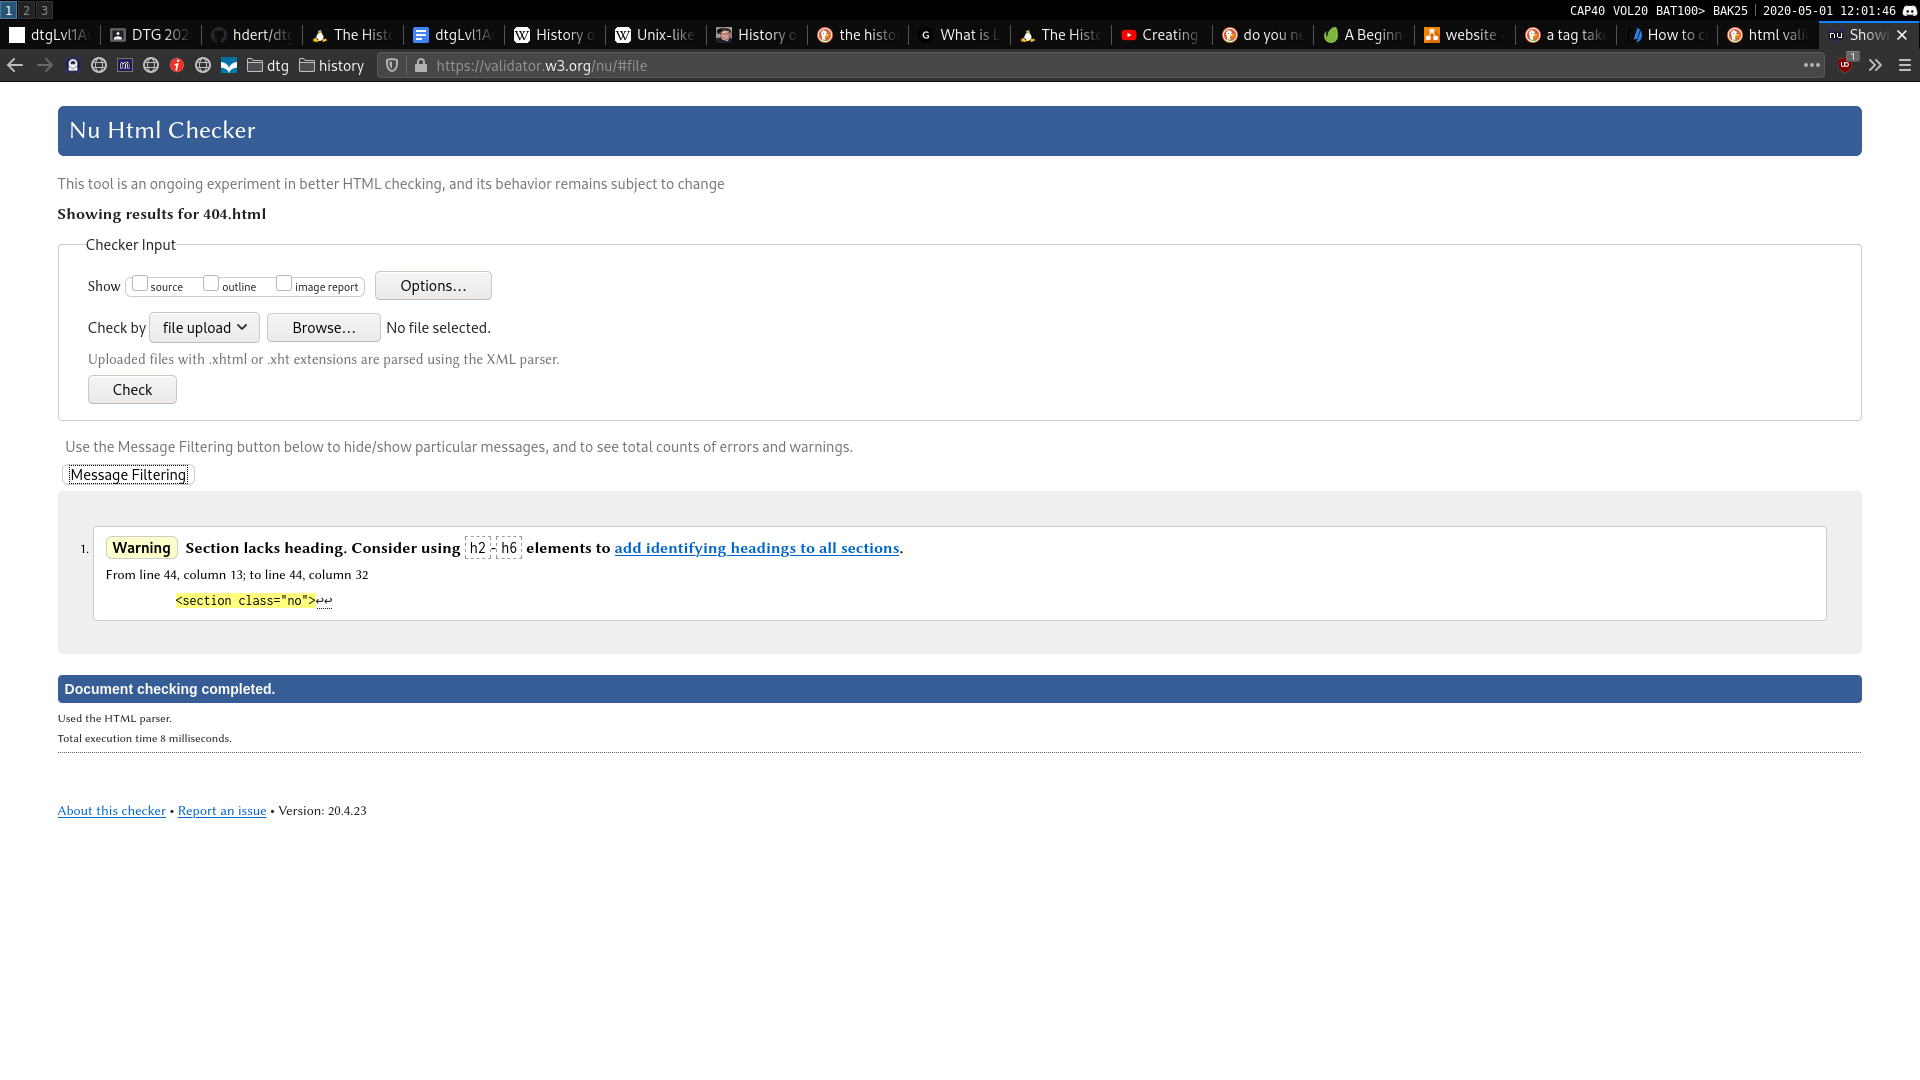 1 2 3 CAP40 VOL20 BAT100> BAK25 2020-05-01 12:01:46
dtgLvl1A DTG 202 hdert/dtg The Histo dtgLvl1A History o Unix-like History o the histo What is L The Histo Creating do you ne A Beginn website - a tag take How to c html vali Showi
dtg history https://validator.w3.org/nu/#file 1
Nu Html Checker
This tool is an ongoing experiment in better HTML checking, and its behavior remains subject to change
Showing results for 404.html
Checker Input
Show source outline image report Options...
Check by file upload Browse... No file selected.
Uploaded files with .xhtml or .xht extensions are parsed using the XML parser.
Check
Use the Message Filtering button below to hide/show particular messages, and to see total counts of errors and warnings.
Message Filtering
1. Warning Section lacks heading. Consider using h2-h6 elements to add identifying headings to all sections.
From line 44, column 13; to line 44, column 32
<section class="no">↩↩
Document checking completed.
Used the HTML parser.
Total execution time 8 milliseconds.
About this checker • Report an issue • Version: 20.4.23